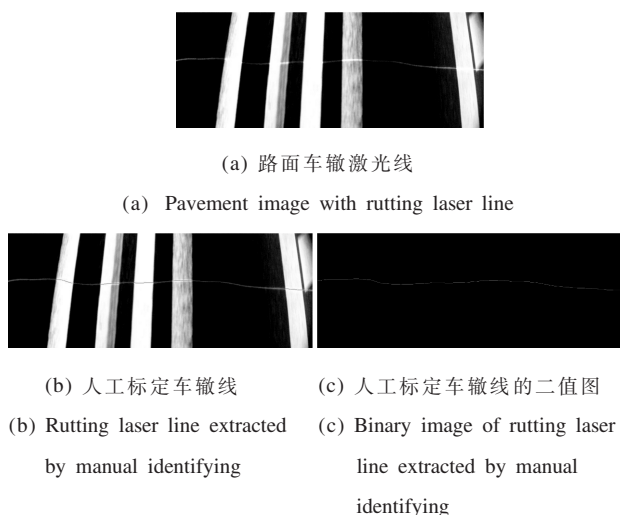 (a) 路面车辙激光线
(a) Pavement image with rutting laser line
(b) 人工标定车辙线
(b) Rutting laser line extracted
by manual identifying
(c) 人工标定车辙线的二值图
(c) Binary image of rutting laser
line extracted by manual
identifying